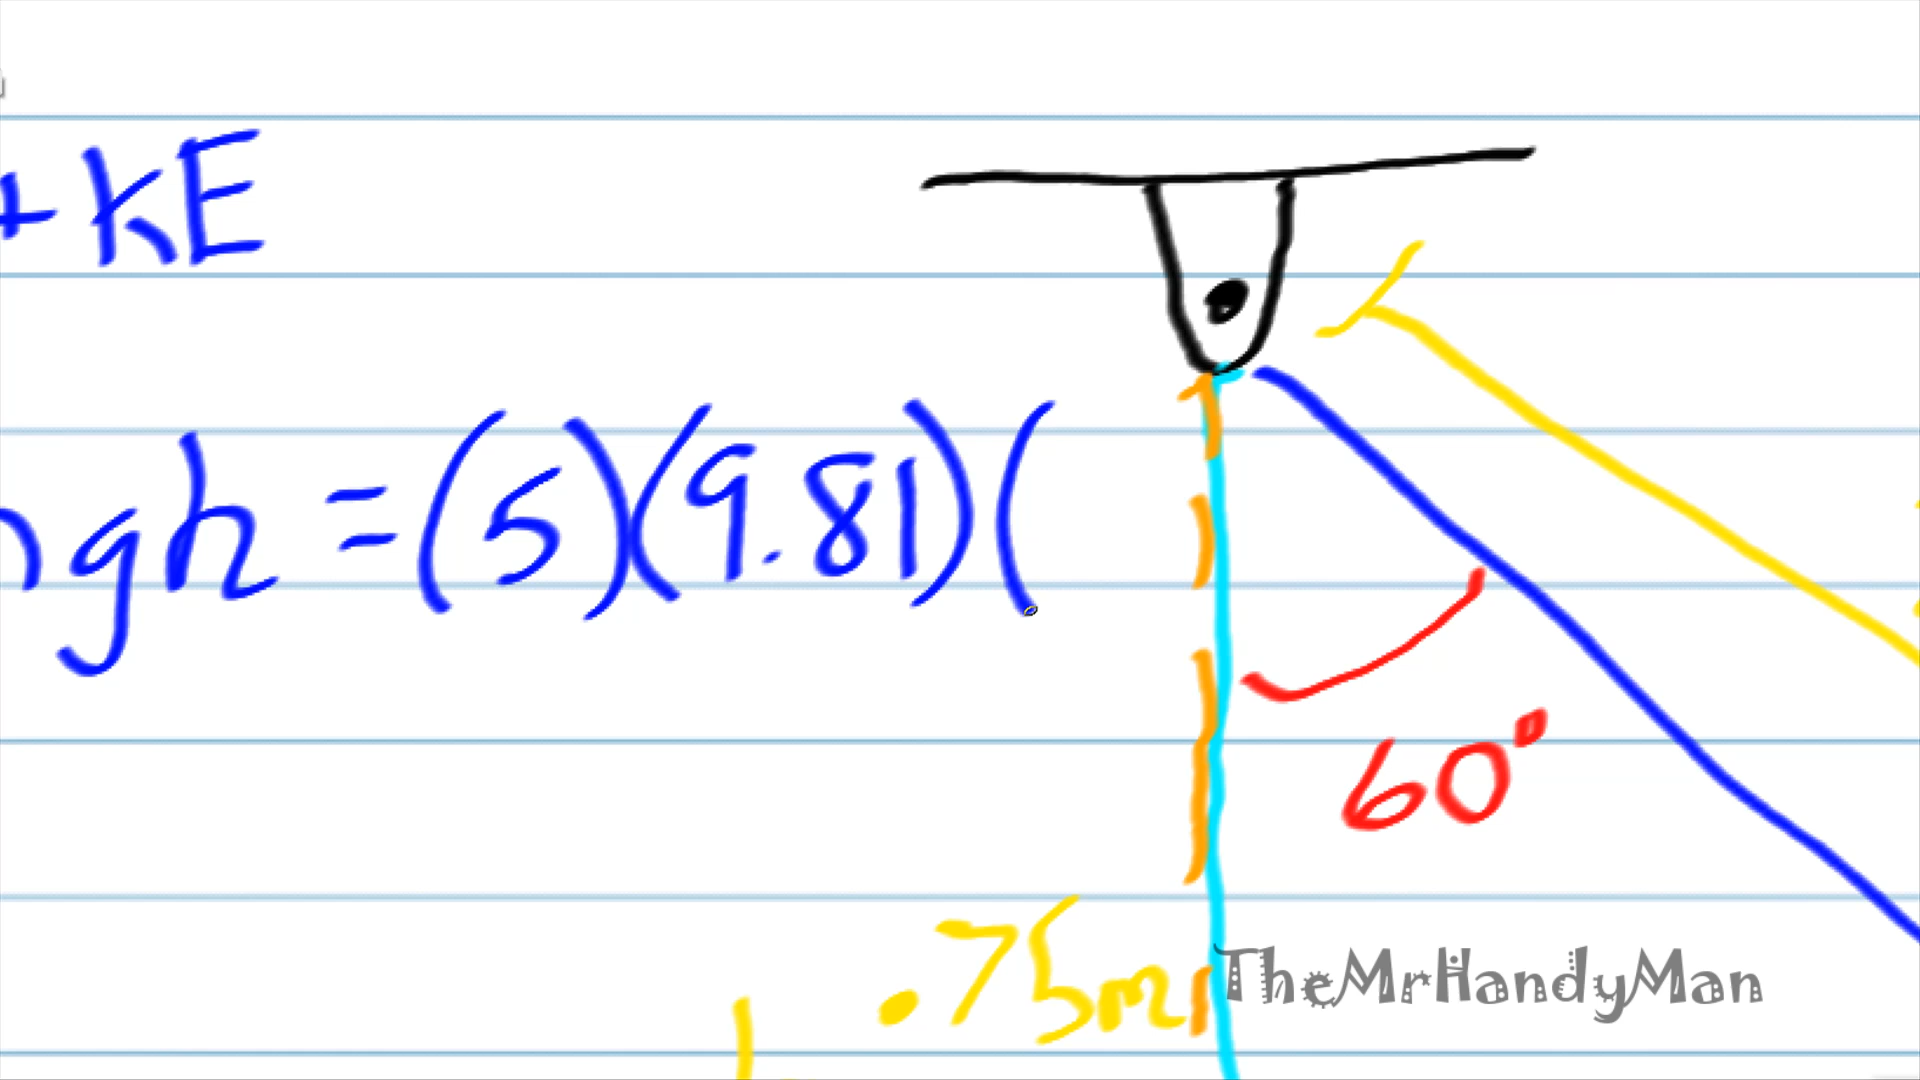 + KE
gh = (5)(9.81)(
60°
.75m
TheMrHandyMan